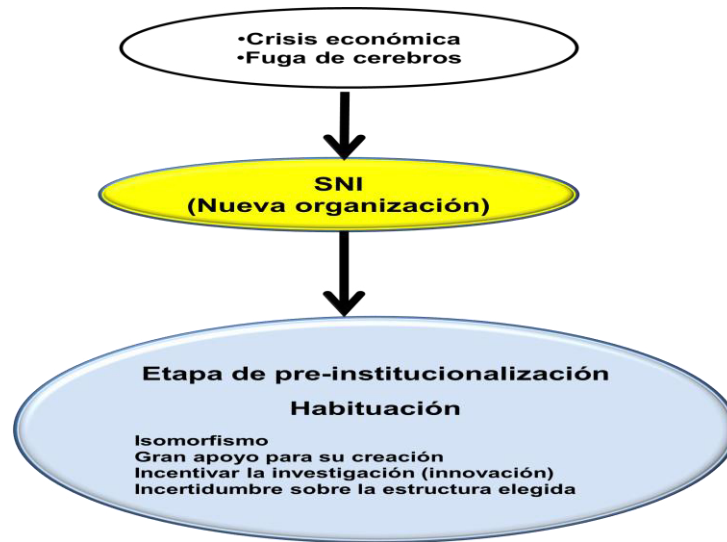 •Crisis económica
•Fuga de cerebros
SNI
(Nueva organización)
Etapa de pre-institucionalización
Habituación
Isomorfismo
Gran apoyo para su creación
Incentivar la investigación (innovación)
Incertidumbre sobre la estructura elegida